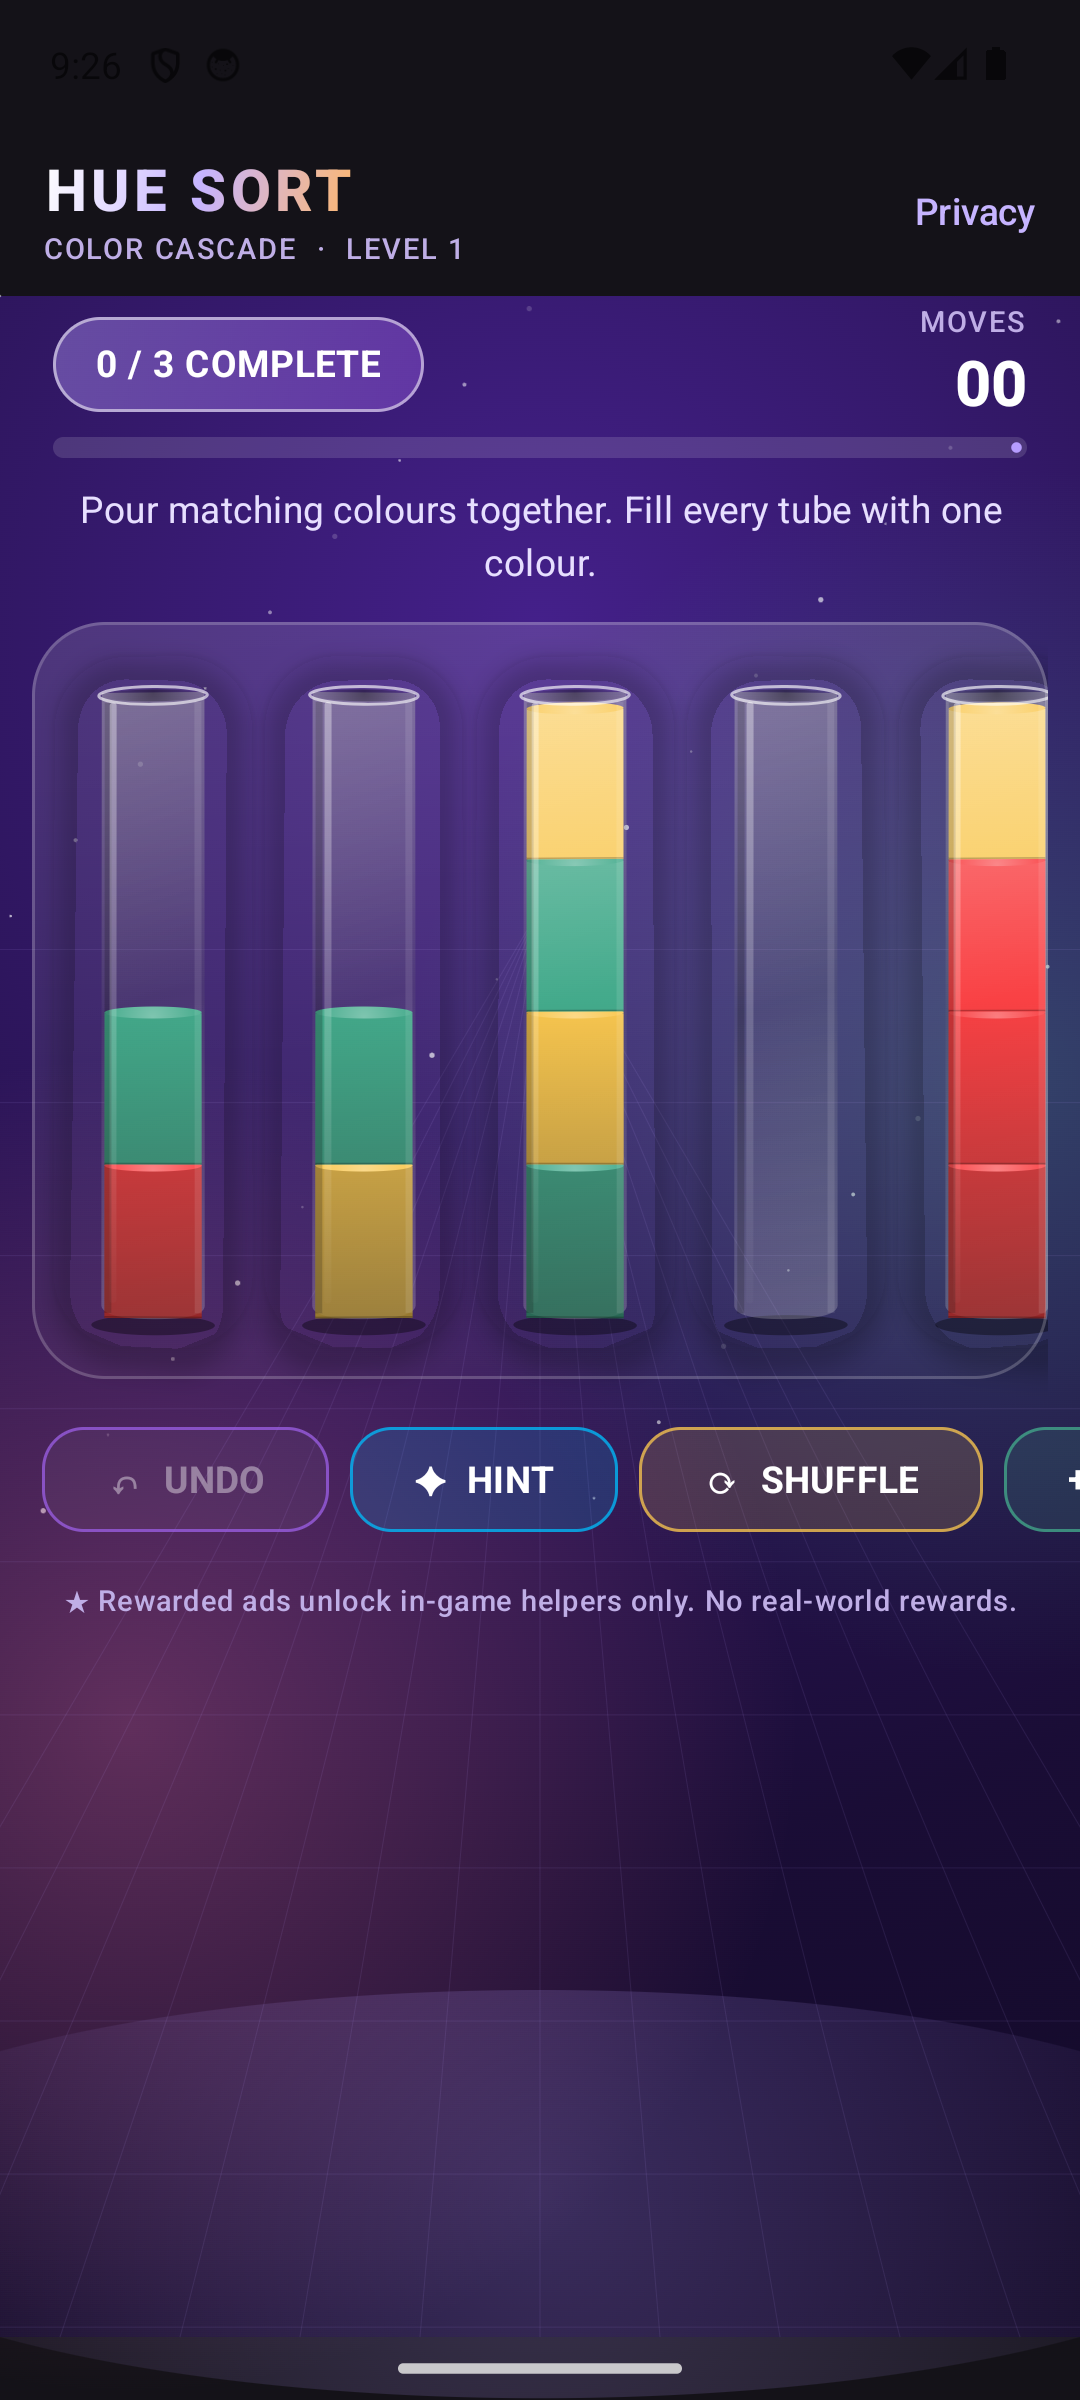 9:26
HUE SORT
COLOR CASCADE · LEVEL 1
Privacy
0 / 3 COMPLETE
MOVES
00
Pour matching colours together. Fill every tube with one
colour.
UNDO
HINT
SHUFFLE
★ Rewarded ads unlock in-game helpers only. No real-world rewards.